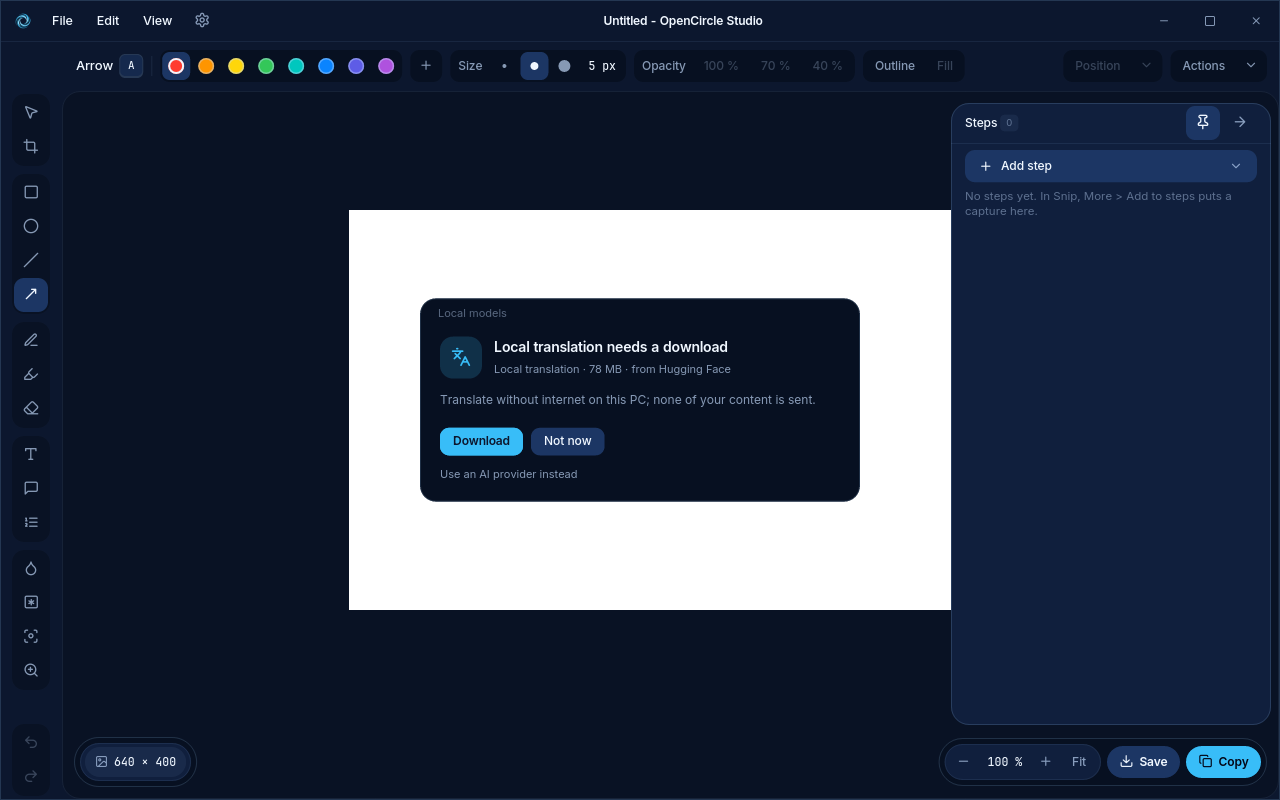 File Edit View
Untitled - OpenCircle Studio
Arrow A
Size 5 px
Opacity 100 % 70 % 40 %
Outline Fill
Position
Actions
Steps 0
Add step
No steps yet. In Snip, More > Add to steps puts a
capture here.
Local models
Local translation needs a download
Local translation · 78 MB · from Hugging Face
Translate without internet on this PC; none of your content is sent.
Download Not now
Use an AI provider instead
640 × 400
100 % Fit
Save
Copy